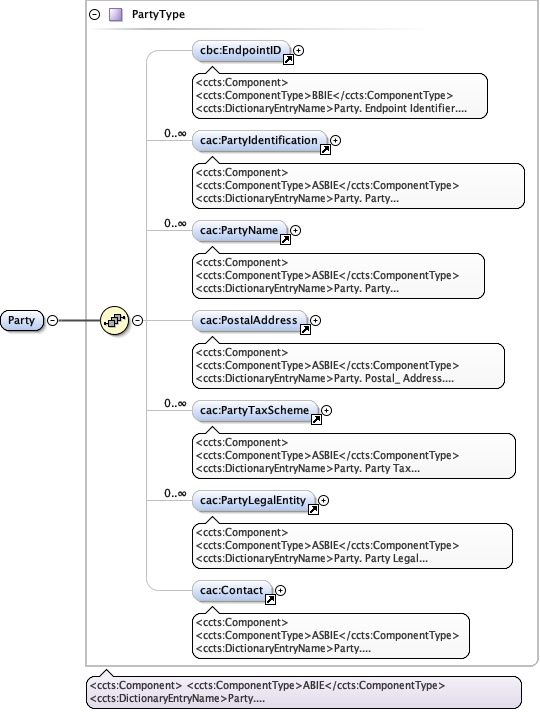 PartyType
cbc:EndpointID
<ccts:Component>
<ccts:ComponentType>BBIE</ccts:ComponentType>
<ccts:DictionaryEntryName>Party. Endpoint Identifier....
0..∞
cac:PartyIdentification
<ccts:Component>
<ccts:ComponentType>ASBIE</ccts:ComponentType>
<ccts:DictionaryEntryName>Party. Party...
0..∞
cac:PartyName
<ccts:Component>
<ccts:ComponentType>ASBIE</ccts:ComponentType>
<ccts:DictionaryEntryName>Party. Party...
Party
cac:PostalAddress
<ccts:Component>
<ccts:ComponentType>ASBIE</ccts:ComponentType>
<ccts:DictionaryEntryName>Party. Postal_ Address....
0..∞
cac:PartyTaxScheme
<ccts:Component>
<ccts:ComponentType>ASBIE</ccts:ComponentType>
<ccts:DictionaryEntryName>Party. Party Tax...
0..∞
cac:PartyLegalEntity
<ccts:Component>
<ccts:ComponentType>ASBIE</ccts:ComponentType>
<ccts:DictionaryEntryName>Party. Party Legal...
cac:Contact
<ccts:Component>
<ccts:ComponentType>ASBIE</ccts:ComponentType>
<ccts:DictionaryEntryName>Party....
<ccts:Component> <ccts:ComponentType>ABIE</ccts:ComponentType>
<ccts:DictionaryEntryName>Party....